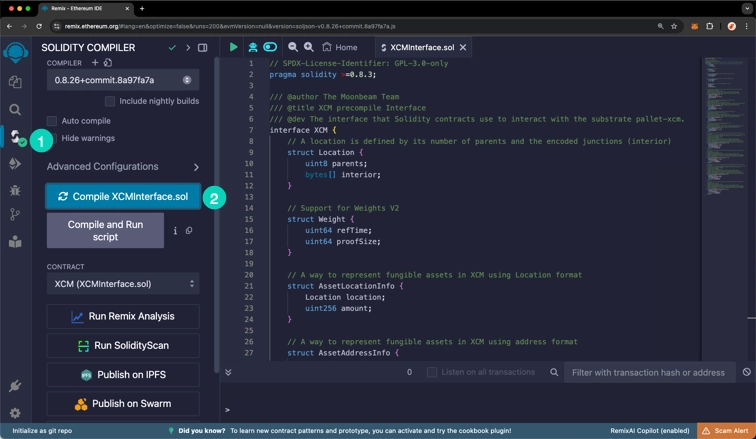 Remix - Ethereum IDE
remix.ethereum.org/#lang=en&optimize=false&runs=200&evmVersion=null&version=soljson-v0.8.26+commit.8a97fa7a.js
SOLIDITY COMPILER
COMPILER
0.8.26+commit.8a97fa7a
Include nightly builds
Auto compile
1
Hide warnings
Advanced Configurations
Compile XCMInterface.sol
2
Compile and Run
script
i
CONTRACT
XCM (XCMInterface.sol)
Run Remix Analysis
Run SolidityScan
IPFS
Publish on IPFS
Publish on Swarm
Home
XCMInterface.sol
1 // SPDX-License-Identifier: GPL-3.0-only
2 pragma solidity >=0.8.3;
3
4 /// @author The Moonbeam Team
5 /// @title XCM precompile Interface
6 /// @dev The interface that Solidity contracts use to interact with the substrate pallet-xcm.
7 interface XCM {
8 // A location is defined by its number of parents and the encoded junctions (interior)
9 struct Location {
10 uint8 parents;
11 bytes[] interior;
12 }
13
14 // Support for Weights V2
15 struct Weight {
16 uint64 refTime;
17 uint64 proofSize;
18 }
19
20 // A way to represent fungible assets in XCM using Location format
21 struct AssetLocationInfo {
22 Location location;
23 uint256 amount;
24 }
25
26 // A way to represent fungible assets in XCM using address format
27 struct AssetAddressInfo {
0
Listen on all transactions
Filter with transaction hash or address
>
Initialize as git repo
Did you know? To learn new contract patterns and prototype, you can activate and try the cookbook plugin!
RemixAI Copilot (enabled)
Scam Alert